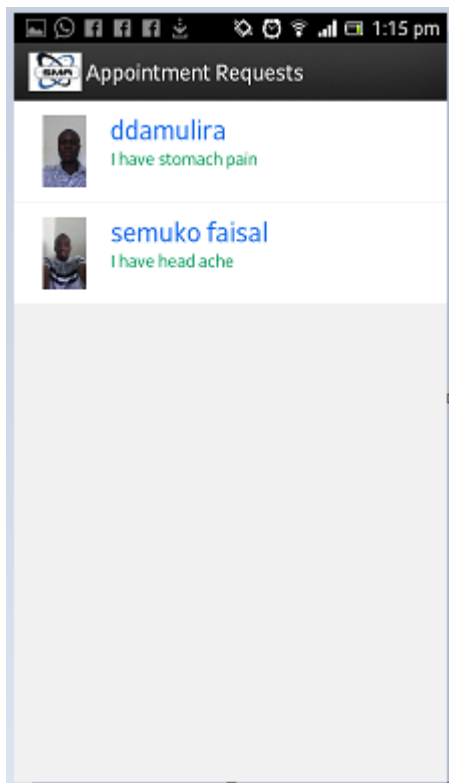 1:15 pm
SMA Appointment Requests
ddamulira
I have stomach pain
semuko faisal
I have head ache